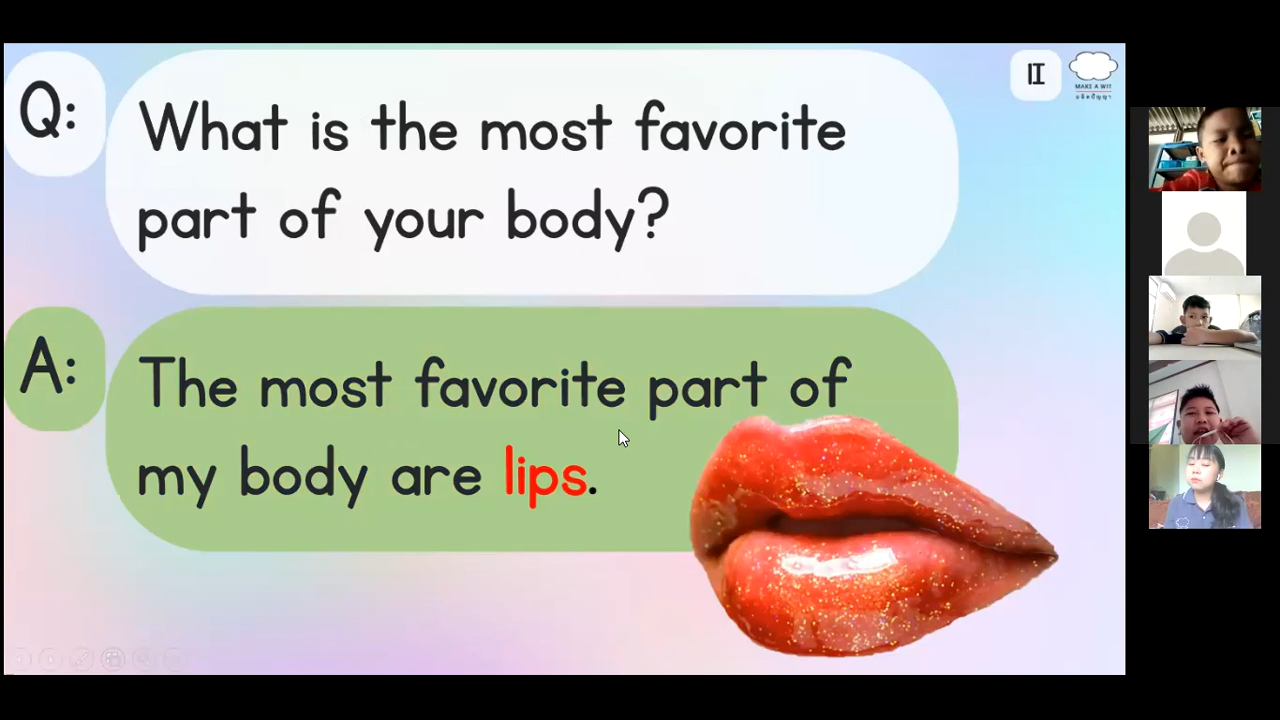 Q:
What is the most favorite
part of your body?
MAKE A WIT
A:
The most favorite part of
my body are lips.